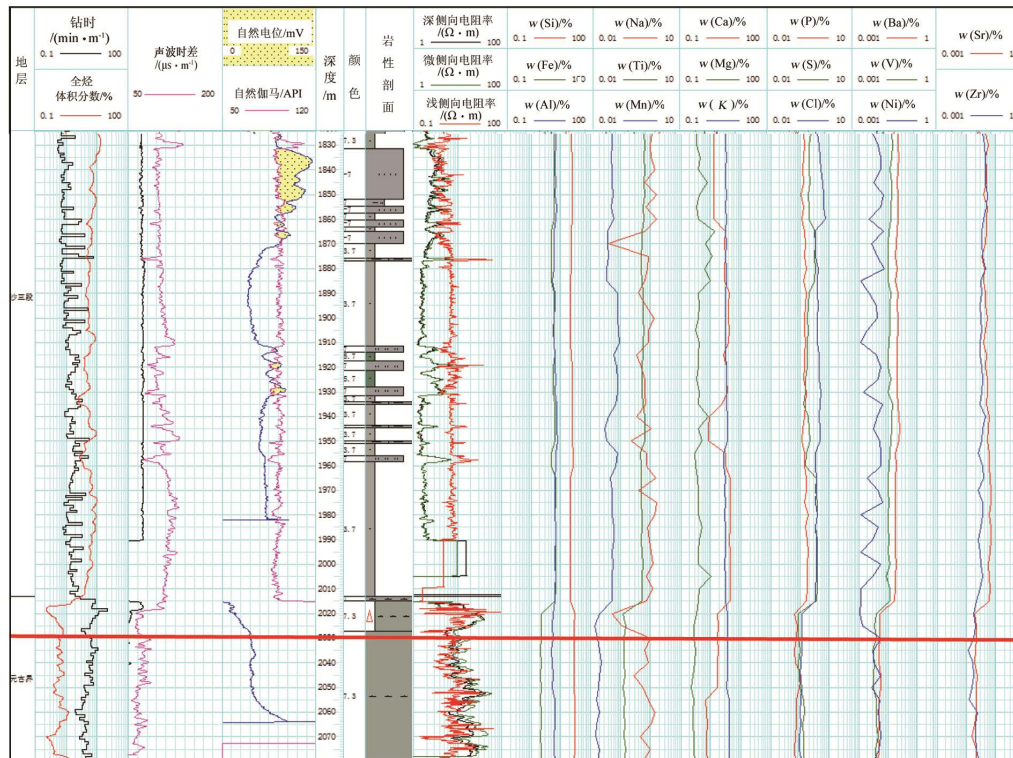 地层
钻时
/(min·m⁻¹)
0.1 100
全烃
体积分数/%
0.1 100
声波时差
/(μs·m⁻¹)
50 200
自然电位/mV
0 150
自然伽马/API
50 120
深度
/m
颜色
岩性剖面
深侧向电阻率
1 /(Ω·m) 100
微侧向电阻率
1 /(Ω·m) 100
浅侧向电阻率
0.1 /(Ω·m) 100
w(Si)/%
0.1 100
w(Fe)/%
0.1 100
w(Al)/%
0.1 100
w(Na)/%
0.01 10
w(Ti)/%
0.01 10
w(Mn)/%
0.01 10
w(Ca)/%
0.1 100
w(Mg)/%
0.1 100
w(K)/%
0.1 100
w(P)/%
0.01 10
w(S)/%
0.01 10
w(Cl)/%
0.01 10
w(Ba)/%
0.001 1
w(V)/%
0.001 1
w(Ni)/%
0.001 1
w(Sr)/%
0.001 1
w(Zr)/%
0.001 1
沙三段
元古界
1830
1840
1850
1860
1870
1880
1890
1900
1910
1920
1930
1940
1950
1960
1970
1980
1990
2000
2010
2020
2040
2050
2060
2070
7.3
7.3